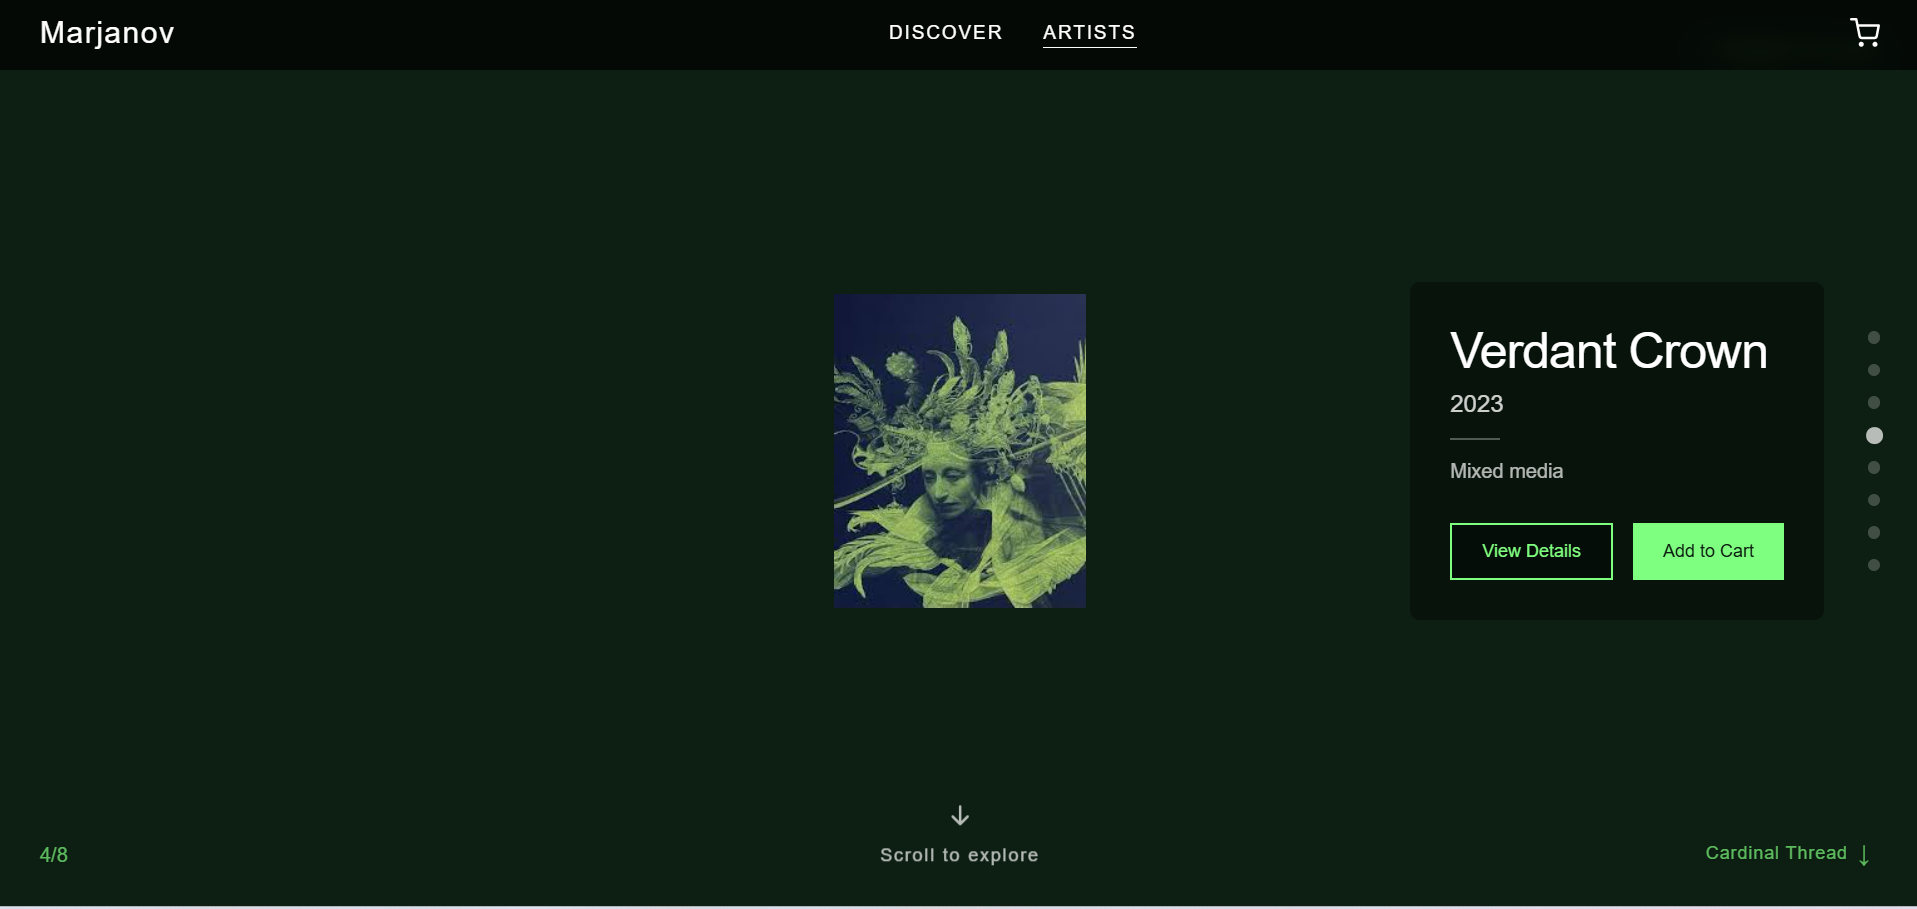 Marjanov
DISCOVER
ARTISTS
Verdant Crown
2023
Mixed media
View Details
Add to Cart
Scroll to explore
4/8
Cardinal Thread